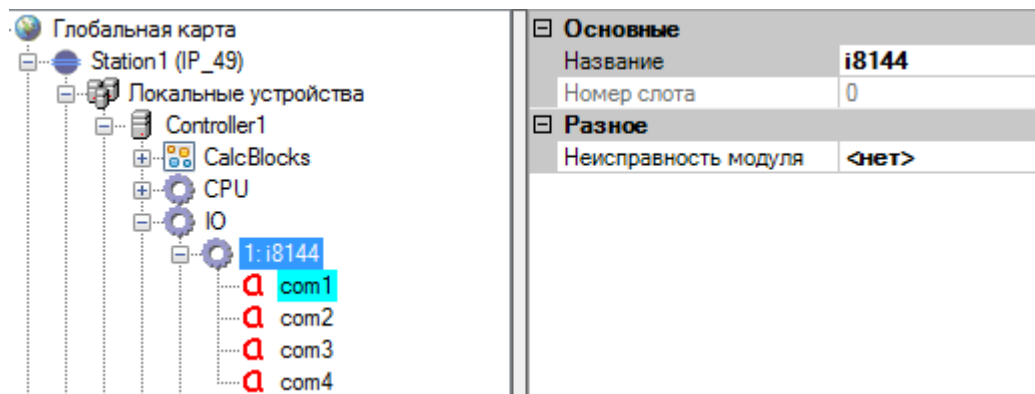 Глобальная карта
Station1 (IP_49)
Локальные устройства
Controller1
CalcBlocks
CPU
IO
1: i8144
com1
com2
com3
com4
Основные
Название i8144
Номер слота 0
Разное
Неисправность модуля <нет>